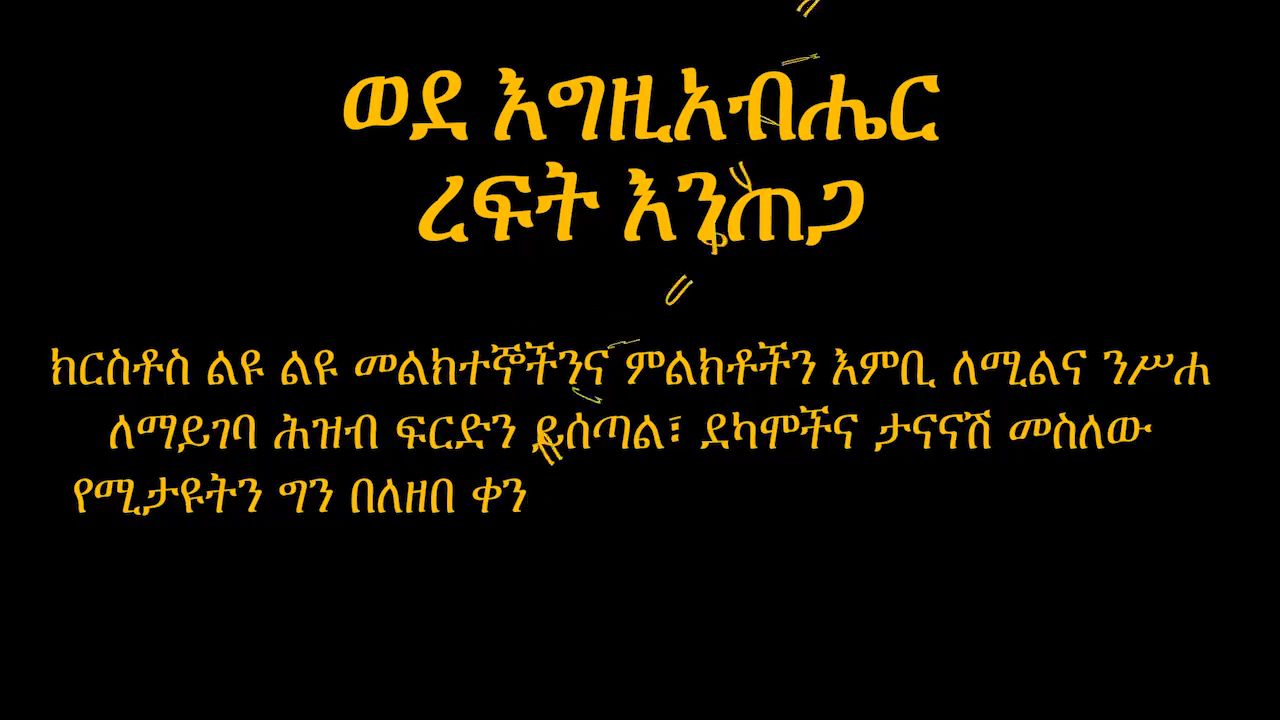 ወደ እግዚአብሔር
ረፍት እንጠጋ
ክርስቶስ ልዩ ልዩ መልክተኞችንና ምልክቶችን እምቢ ለሚልና ንሥሐ
ለማይገባ ሕዝብ ፍርድን ይሰጣል፣ ደካሞችና ታናናሽ መስለው
የሚታዩትን ግን በለዘበ ቀን